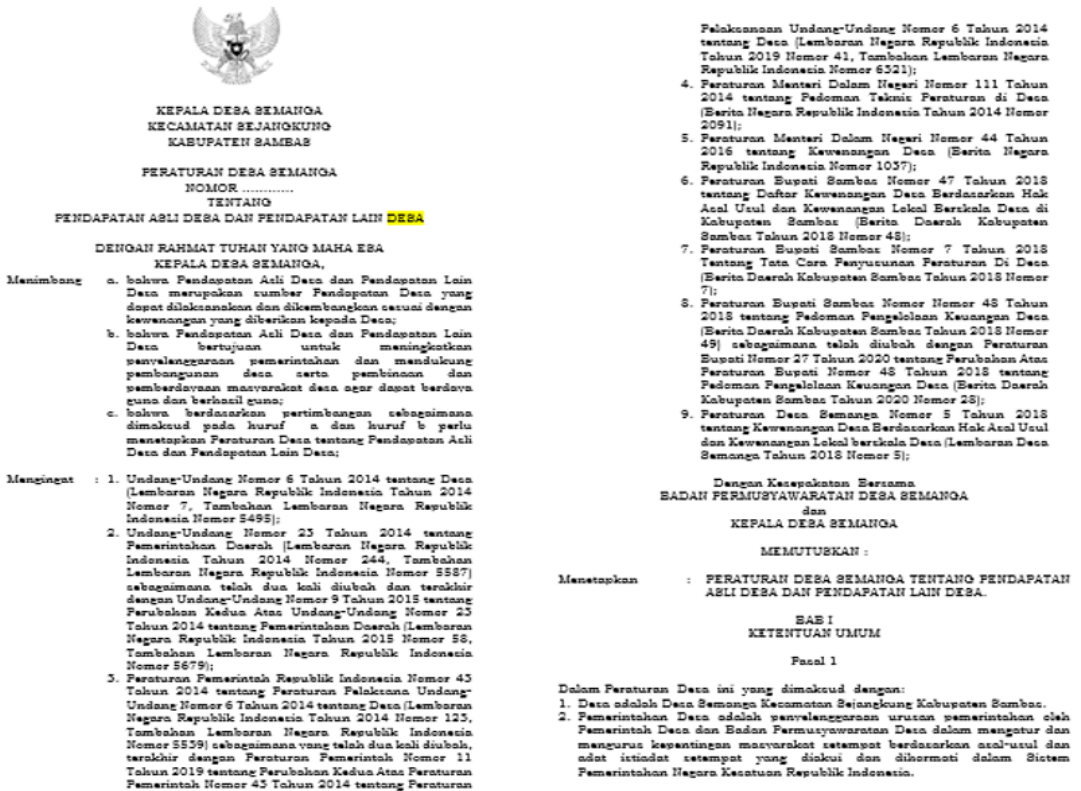 KEPALA DESA SEMANGA
KECAMATAN SEJANGKUNG
KABUPATEN SAMBAS
PERATURAN DESA SEMANGA
NOMOR ............
TENTANG
PENDAPATAN ASLI DESA DAN PENDAPATAN LAIN DESA
DENGAN RAHMAT TUHAN YANG MAHA ESA
KEPALA DESA SEMANGA,
Menimbang a. bahwa Pendapatan Asli Desa dan Pendapatan Lain
Desa merupakan sumber Pendapatan Desa yang
dapat dilaksanakan dan dikembangkan sesuai dengan
kewenangan yang diberikan kepada Desa;
b. bahwa Pendapatan Asli Desa dan Pendapatan Lain
Desa bertujuan untuk meningkatkan
penyelenggaraan pemerintahan dan mendukung
pembangunan desa serta pembinaan dan
pemberdayaan masyarakat desa agar dapat berdaya
guna dan berhasil guna;
c. bahwa berdasarkan pertimbangan sebagaimana
dimaksud pada huruf a dan huruf b perlu
menetapkan Peraturan Desa tentang Pendapatan Asli
Desa dan Pendapatan Lain Desa;
Mengingat : 1. Undang-Undang Nomor 6 Tahun 2014 tentang Desa
(Lembaran Negara Republik Indonesia Tahun 2014
Nomor 7, Tambahan Lembaran Negara Republik
Indonesia Nomor 5495);
2. Undang-Undang Nomor 23 Tahun 2014 tentang
Pemerintahan Daerah (Lembaran Negara Republik
Indonesia Tahun 2014 Nomor 244, Tambahan
Lembaran Negara Republik Indonesia Nomor 5587)
sebagaimana telah dua kali diubah dan terakhir
dengan Undang-Undang Nomor 9 Tahun 2015 tentang
Perubahan Kedua Atas Undang-Undang Nomor 23
Tahun 2014 tentang Pemerintahan Daerah (Lembaran
Negara Republik Indonesia Tahun 2015 Nomor 58,
Tambahan Lembaran Negara Republik Indonesia
Nomor 5679);
3. Peraturan Pemerintah Republik Indonesia Nomor 43
Tahun 2014 tentang Peraturan Pelaksana Undang-
Undang Nomor 6 Tahun 2014 tentang Desa (Lembaran
Negara Republik Indonesia Tahun 2014 Nomor 123,
Tambahan Lembaran Negara Republik Indonesia
Nomor 5539) sebagaimana yang telah dua kali diubah,
terakhir dengan Peraturan Pemerintah Nomor 11
Tahun 2019 tentang Perubahan Kedua Atas Peraturan
Pemerintah Nomor 43 Tahun 2014 tentang Peraturan
Pelaksanaan Undang-Undang Nomor 6 Tahun 2014
tentang Desa (Lembaran Negara Republik Indonesia
Tahun 2019 Nomor 41, Tambahan Lembaran Negara
Republik Indonesia Nomor 6321);
4. Peraturan Menteri Dalam Negeri Nomor 111 Tahun
2014 tentang Pedoman Teknis Peraturan di Desa
(Berita Negara Republik Indonesia Tahun 2014 Nomor
2091);
5. Peraturan Menteri Dalam Negeri Nomor 44 Tahun
2016 tentang Kewenangan Desa (Berita Negara
Republik Indonesia Nomor 1037);
6. Peraturan Bupati Sambas Nomor 47 Tahun 2018
tentang Daftar Kewenangan Desa Berdasarkan Hak
Asal Usul dan Kewenangan Lokal Berskala Desa di
Kabupaten Sambas (Berita Daerah Kabupaten
Sambas Tahun 2018 Nomor 48);
7. Peraturan Bupati Sambas Nomor 7 Tahun 2018
Tentang Tata Cara Penyusunan Peraturan Di Desa
(Berita Daerah Kabupaten Sambas Tahun 2018 Nomor
7);
8. Peraturan Bupati Sambas Nomor Nomor 48 Tahun
2018 tentang Pedoman Pengelolaan Keuangan Desa
(Berita Daerah Kabupaten Sambas Tahun 2018 Nomor
49) sebagaimana telah diubah dengan Peraturan
Bupati Nomor 27 Tahun 2020 tentang Perubahan Atas
Peraturan Bupati Nomor 48 Tahun 2018 tentang
Pedoman Pengelolaan Keuangan Desa (Berita Daerah
Kabupaten Sambas Tahun 2020 Nomor 28);
9. Peraturan Desa Semanga Nomor 5 Tahun 2018
tentang Kewenangan Desa Berdasarkan Hak Asal Usul
dan Kewenangan Lokal berskala Desa (Lembaran Desa
Semanga Tahun 2018 Nomor 5);
Dengan Kesepakatan Bersama
BADAN PERMUSYAWARATAN DESA SEMANGA
dan
KEPALA DESA SEMANGA
MEMUTUSKAN :
Menetapkan : PERATURAN DESA SEMANGA TENTANG PENDAPATAN
ASLI DESA DAN PENDAPATAN LAIN DESA.
BAB I
KETENTUAN UMUM
Pasal 1
Dalam Peraturan Desa ini yang dimaksud dengan:
1. Desa adalah Desa Semanga Kecamatan Sejangkung Kabupaten Sambas.
2. Pemerintahan Desa adalah penyelenggaraan urusan pemerintahan oleh
Pemerintah Desa dan Badan Permusyawaratan Desa dalam mengatur dan
mengurus kepentingan masyarakat setempat berdasarkan asal-usul dan
adat istiadat setempat yang diakui dan dihormati dalam Sistem
Pemerintahan Negara Kesatuan Republik Indonesia.